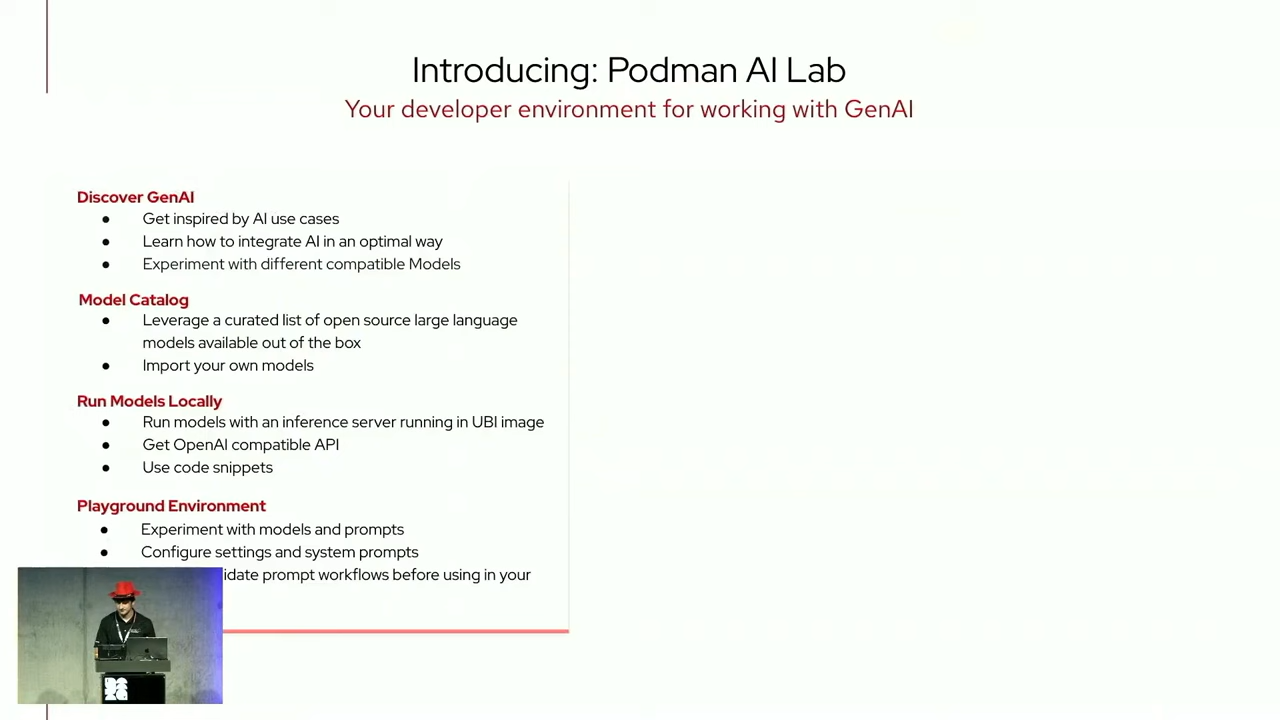 Introducing: Podman AI Lab
Your developer environment for working with GenAI
Discover GenAI
● Get inspired by AI use cases
● Learn how to integrate AI in an optimal way
● Experiment with different compatible Models
Model Catalog
● Leverage a curated list of open source large language
models available out of the box
● Import your own models
Run Models Locally
● Run models with an inference server running in UBI image
● Get OpenAI compatible API
● Use code snippets
Playground Environment
● Experiment with models and prompts
● Configure settings and system prompts
idate prompt workflows before using in your